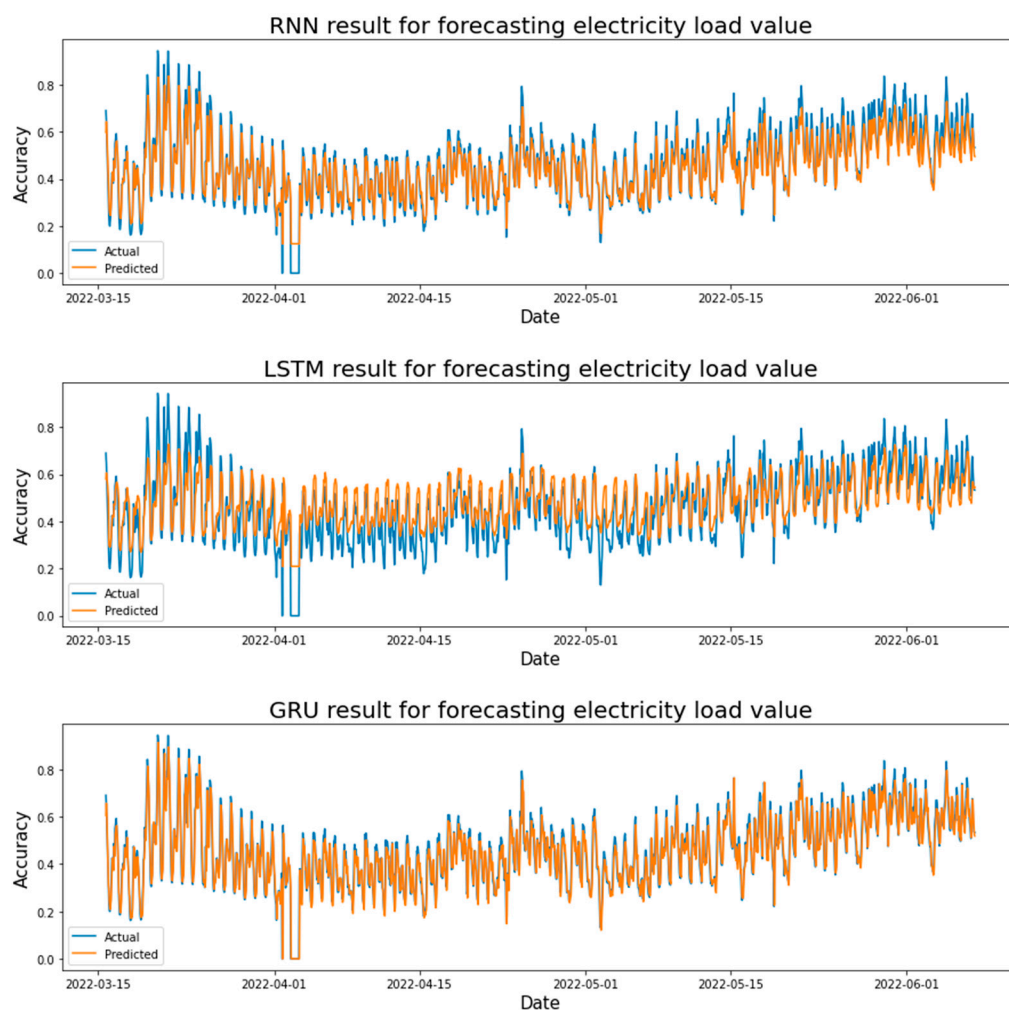 RNN result for forecasting electricity load value
Accuracy
0.8
0.6
0.4
0.2
0.0
Actual
Predicted
2022-03-15 2022-04-01 2022-04-15 2022-05-01 2022-05-15 2022-06-01
Date
LSTM result for forecasting electricity load value
Accuracy
0.8
0.6
0.4
0.2
0.0
Actual
Predicted
2022-03-15 2022-04-01 2022-04-15 2022-05-01 2022-05-15 2022-06-01
Date
GRU result for forecasting electricity load value
Accuracy
0.8
0.6
0.4
0.2
0.0
Actual
Predicted
2022-03-15 2022-04-01 2022-04-15 2022-05-01 2022-05-15 2022-06-01
Date